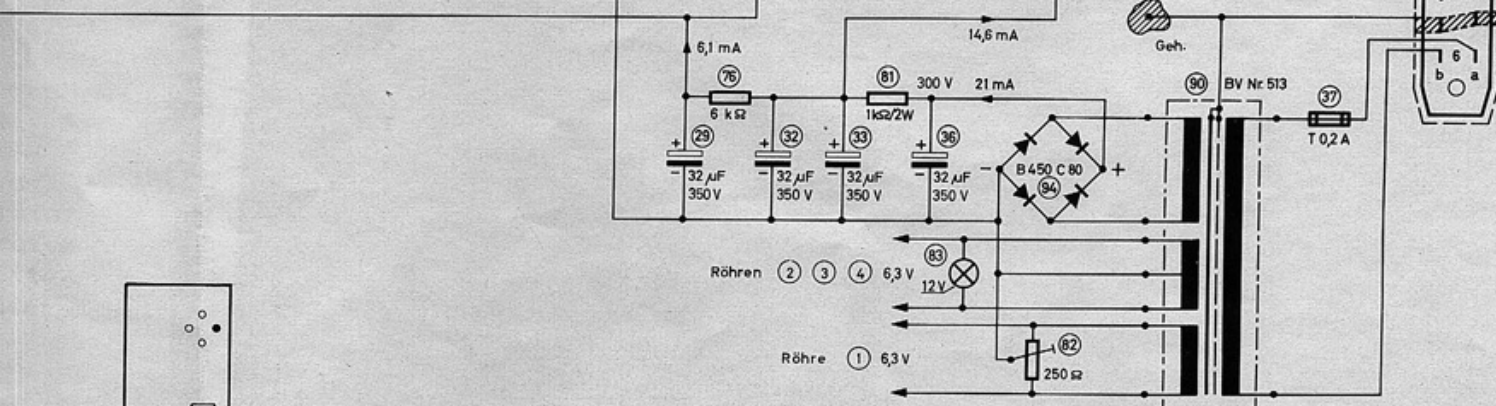 14,6 mA
Geh.
6,1 mA
6
b a
76
81
300 V
21 mA
90
BV Nr. 513
37
6 kΩ
1kΩ/2W
T 0,2 A
+
29
+
32
+
33
+
36
−
B 450 C 80
+
94
−
32 µF
350 V
−
32 µF
350 V
−
32 µF
350 V
−
32 µF
350 V
83
Röhren 2 3 4 6,3 V
12 V
82
Röhre 1 6,3 V
250 Ω